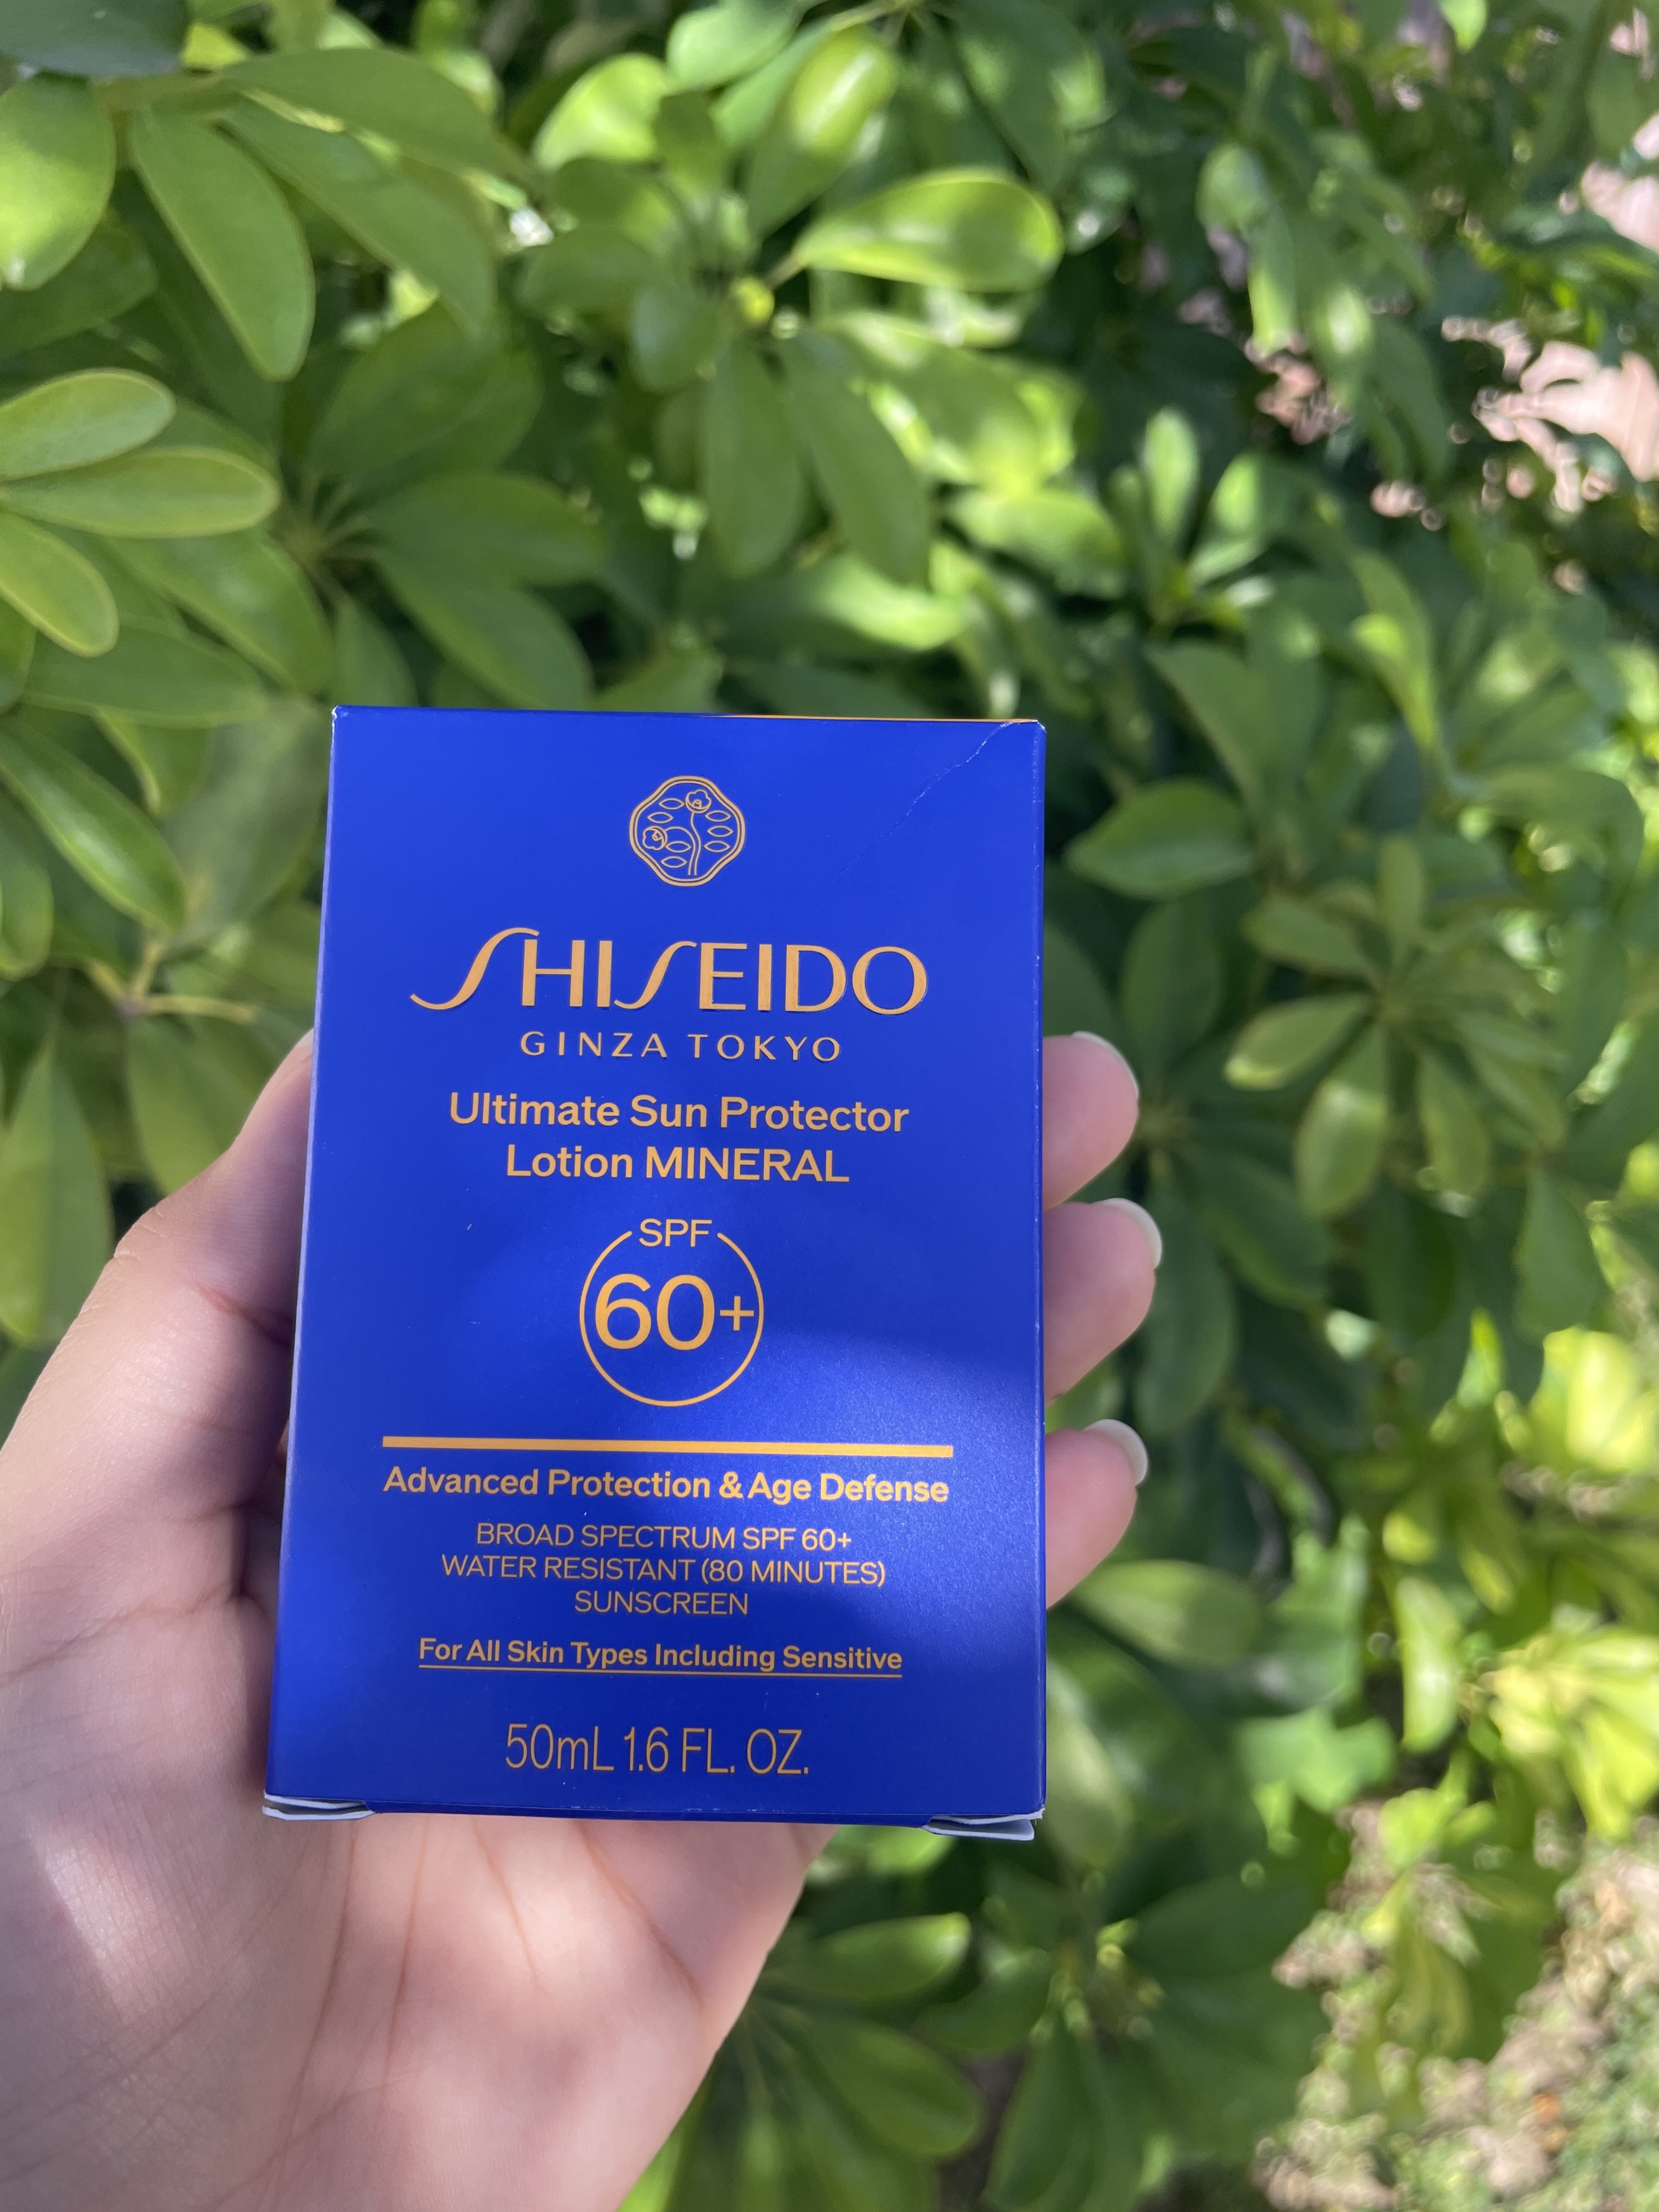 SHISEIDO
GINZA TOKYO
Ultimate Sun Protector
Lotion MINERAL
SPF
60+
Advanced Protection & Age Defense
BROAD SPECTRUM SPF 60+
WATER RESISTANT (80 MINUTES)
SUNSCREEN
For All Skin Types Including Sensitive
50mL 1.6 FL. OZ.